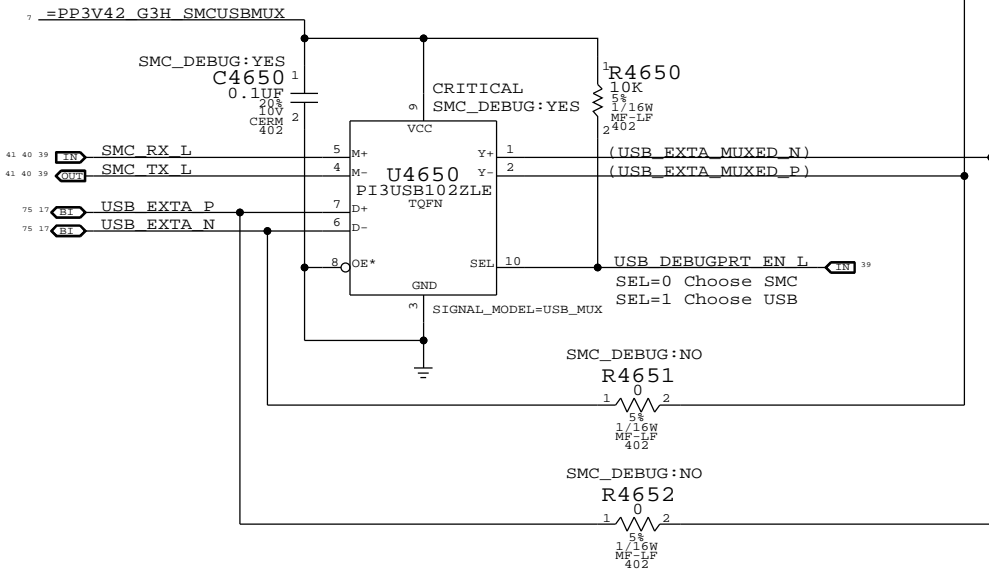 7 =PP3V42_G3H_SMCUSBMUX
SMC_DEBUG:YES
C4650 1
0.1UF
20%
10V
CERM 2
402
CRITICAL
SMC_DEBUG:YES
1 R4650
10K
5%
1/16W
MF-LF
2 402
9
VCC
41 40 39 IN SMC_RX_L 5 M+
41 40 39 OUT SMC_TX_L 4 M-
U4650
PI3USB102ZLE
TQFN
Y+ 1 (USB_EXTA_MUXED_N)
Y- 2 (USB_EXTA_MUXED_P)
75 17 BI USB_EXTA_P 7 D+
75 17 BI USB_EXTA_N 6 D-
8 OE*
SEL 10 USB_DEBUGPRT_EN_L IN 39
SEL=0 Choose SMC
SEL=1 Choose USB
GND
3
SIGNAL_MODEL=USB_MUX
SMC_DEBUG:NO
R4651
1 0 2
5%
1/16W
MF-LF
402
SMC_DEBUG:NO
R4652
1 0 2
5%
1/16W
MF-LF
402